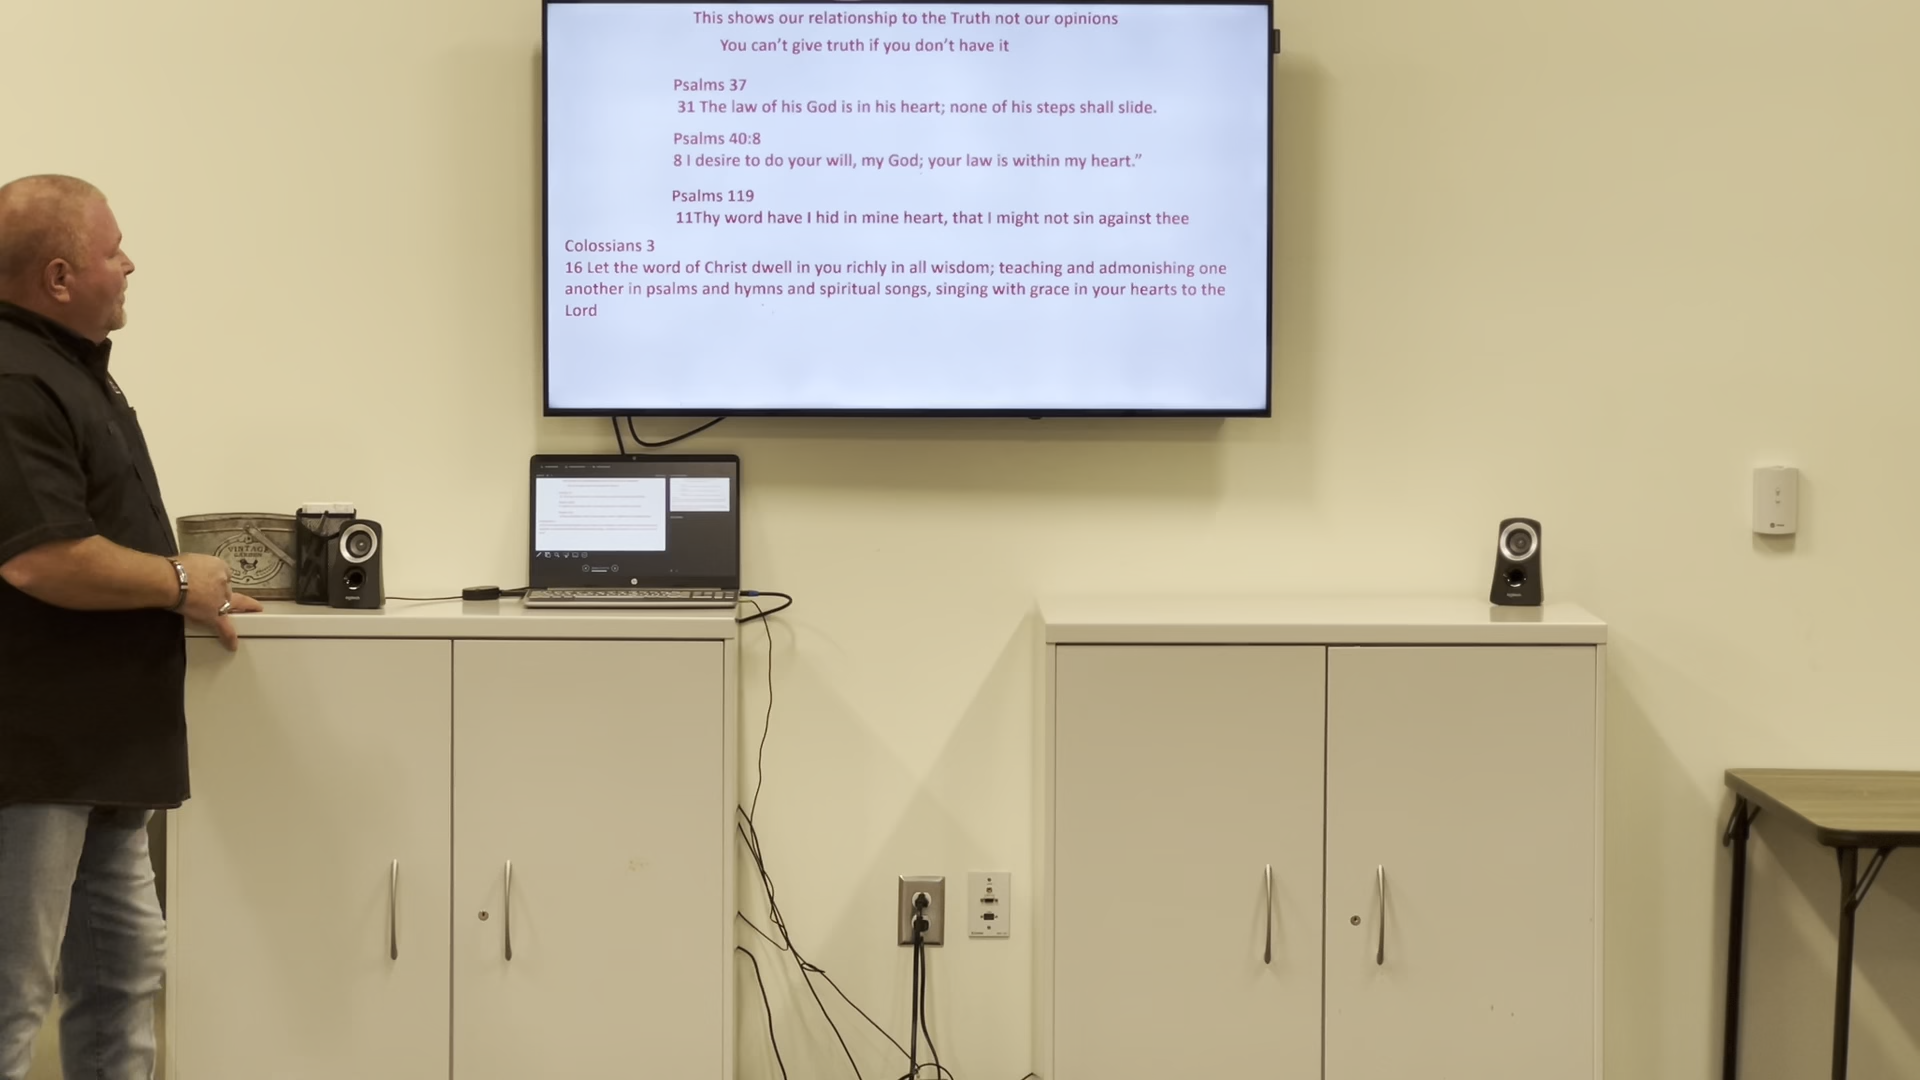 This shows our relationship to the Truth not our opinions
You can't give truth if you don't have it
Psalms 37
31 The law of his God is in his heart; none of his steps shall slide.
Psalms 40:8
8 I desire to do your will, my God; your law is within my heart.”
Psalms 119
11Thy word have I hid in mine heart, that I might not sin against thee
Colossians 3
16 Let the word of Christ dwell in you richly in all wisdom; teaching and admonishing one
another in psalms and hymns and spiritual songs, singing with grace in your hearts to the
Lord
VINTAGE